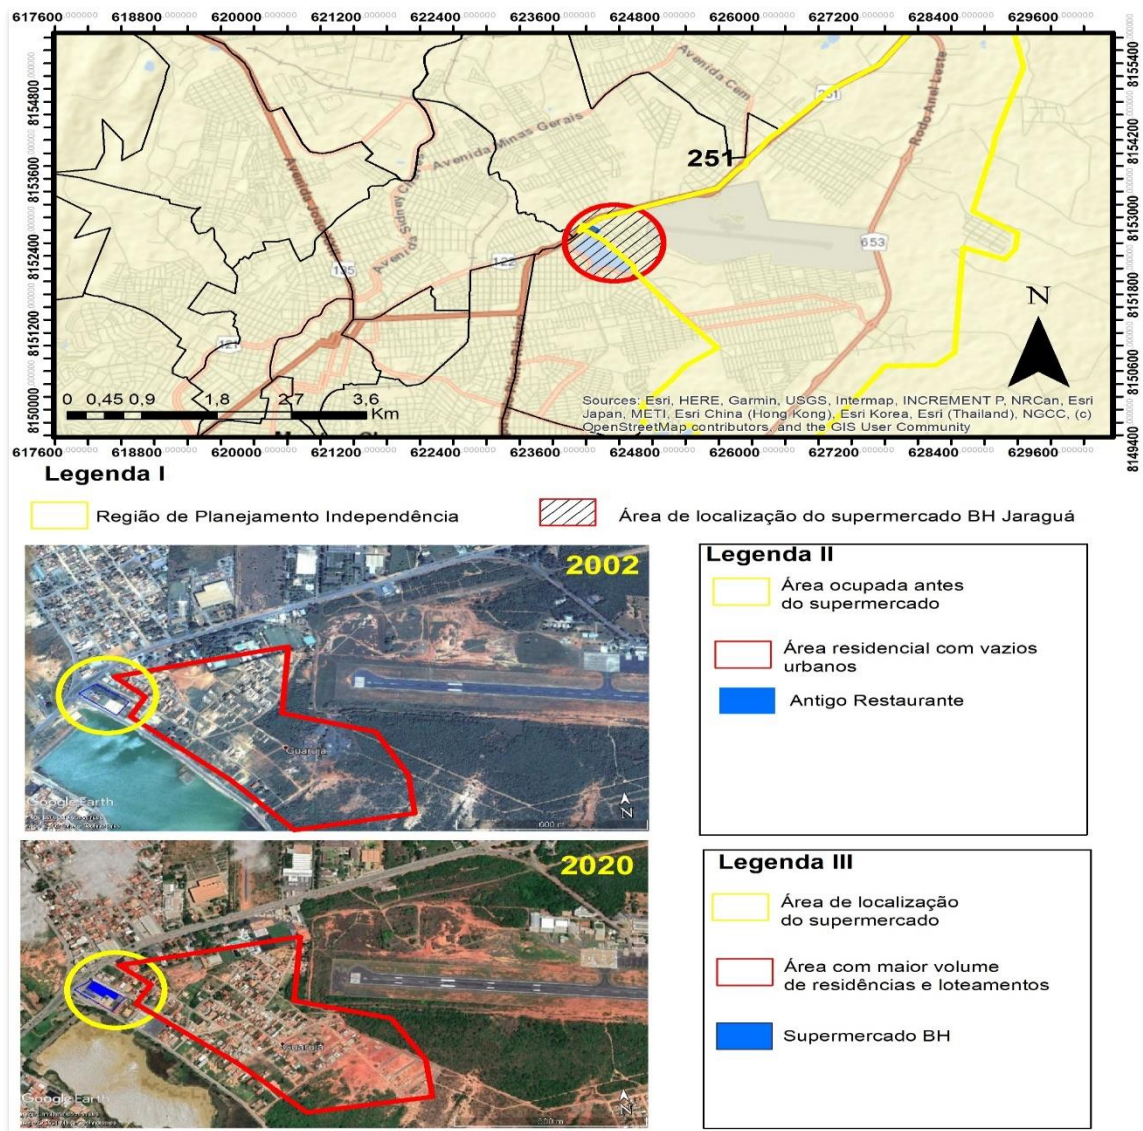 617600 618800 620000 621200 622400 623600 624800 626000 627200 628400 629600
8155400
8154800
8154200
8153600
8153000
8152400
8151800
8151200
8150600
8150000
8149400
Avenida Cem
251
Rodo Anel Leste
Avenida Minas Gerais
251
653
135
122
121
N
0 0,45 0,9 1,8 2,7 3,6
Km
Sources: Esri, HERE, Garmin, USGS, Intermap, INCREMENT P, NRCan, Esri
Japan, METI, Esri China (Hong Kong), Esri Korea, Esri (Thailand), NGCC, (c)
OpenStreetMap contributors, and the GIS User Community
617600 618800 620000 621200 622400 623600 624800 626000 627200 628400 629600
Legenda I
Região de Planejamento Independência
Área de localização do supermercado BH Jaraguá
2002
Guarujá
Google Earth
N
600 m
Legenda II
Área ocupada antes
do supermercado
Área residencial com vazios
urbanos
Antigo Restaurante
2020
Guarujá
Google Earth
N
Legenda III
Área de localização
do supermercado
Área com maior volume
de residências e loteamentos
Supermercado BH